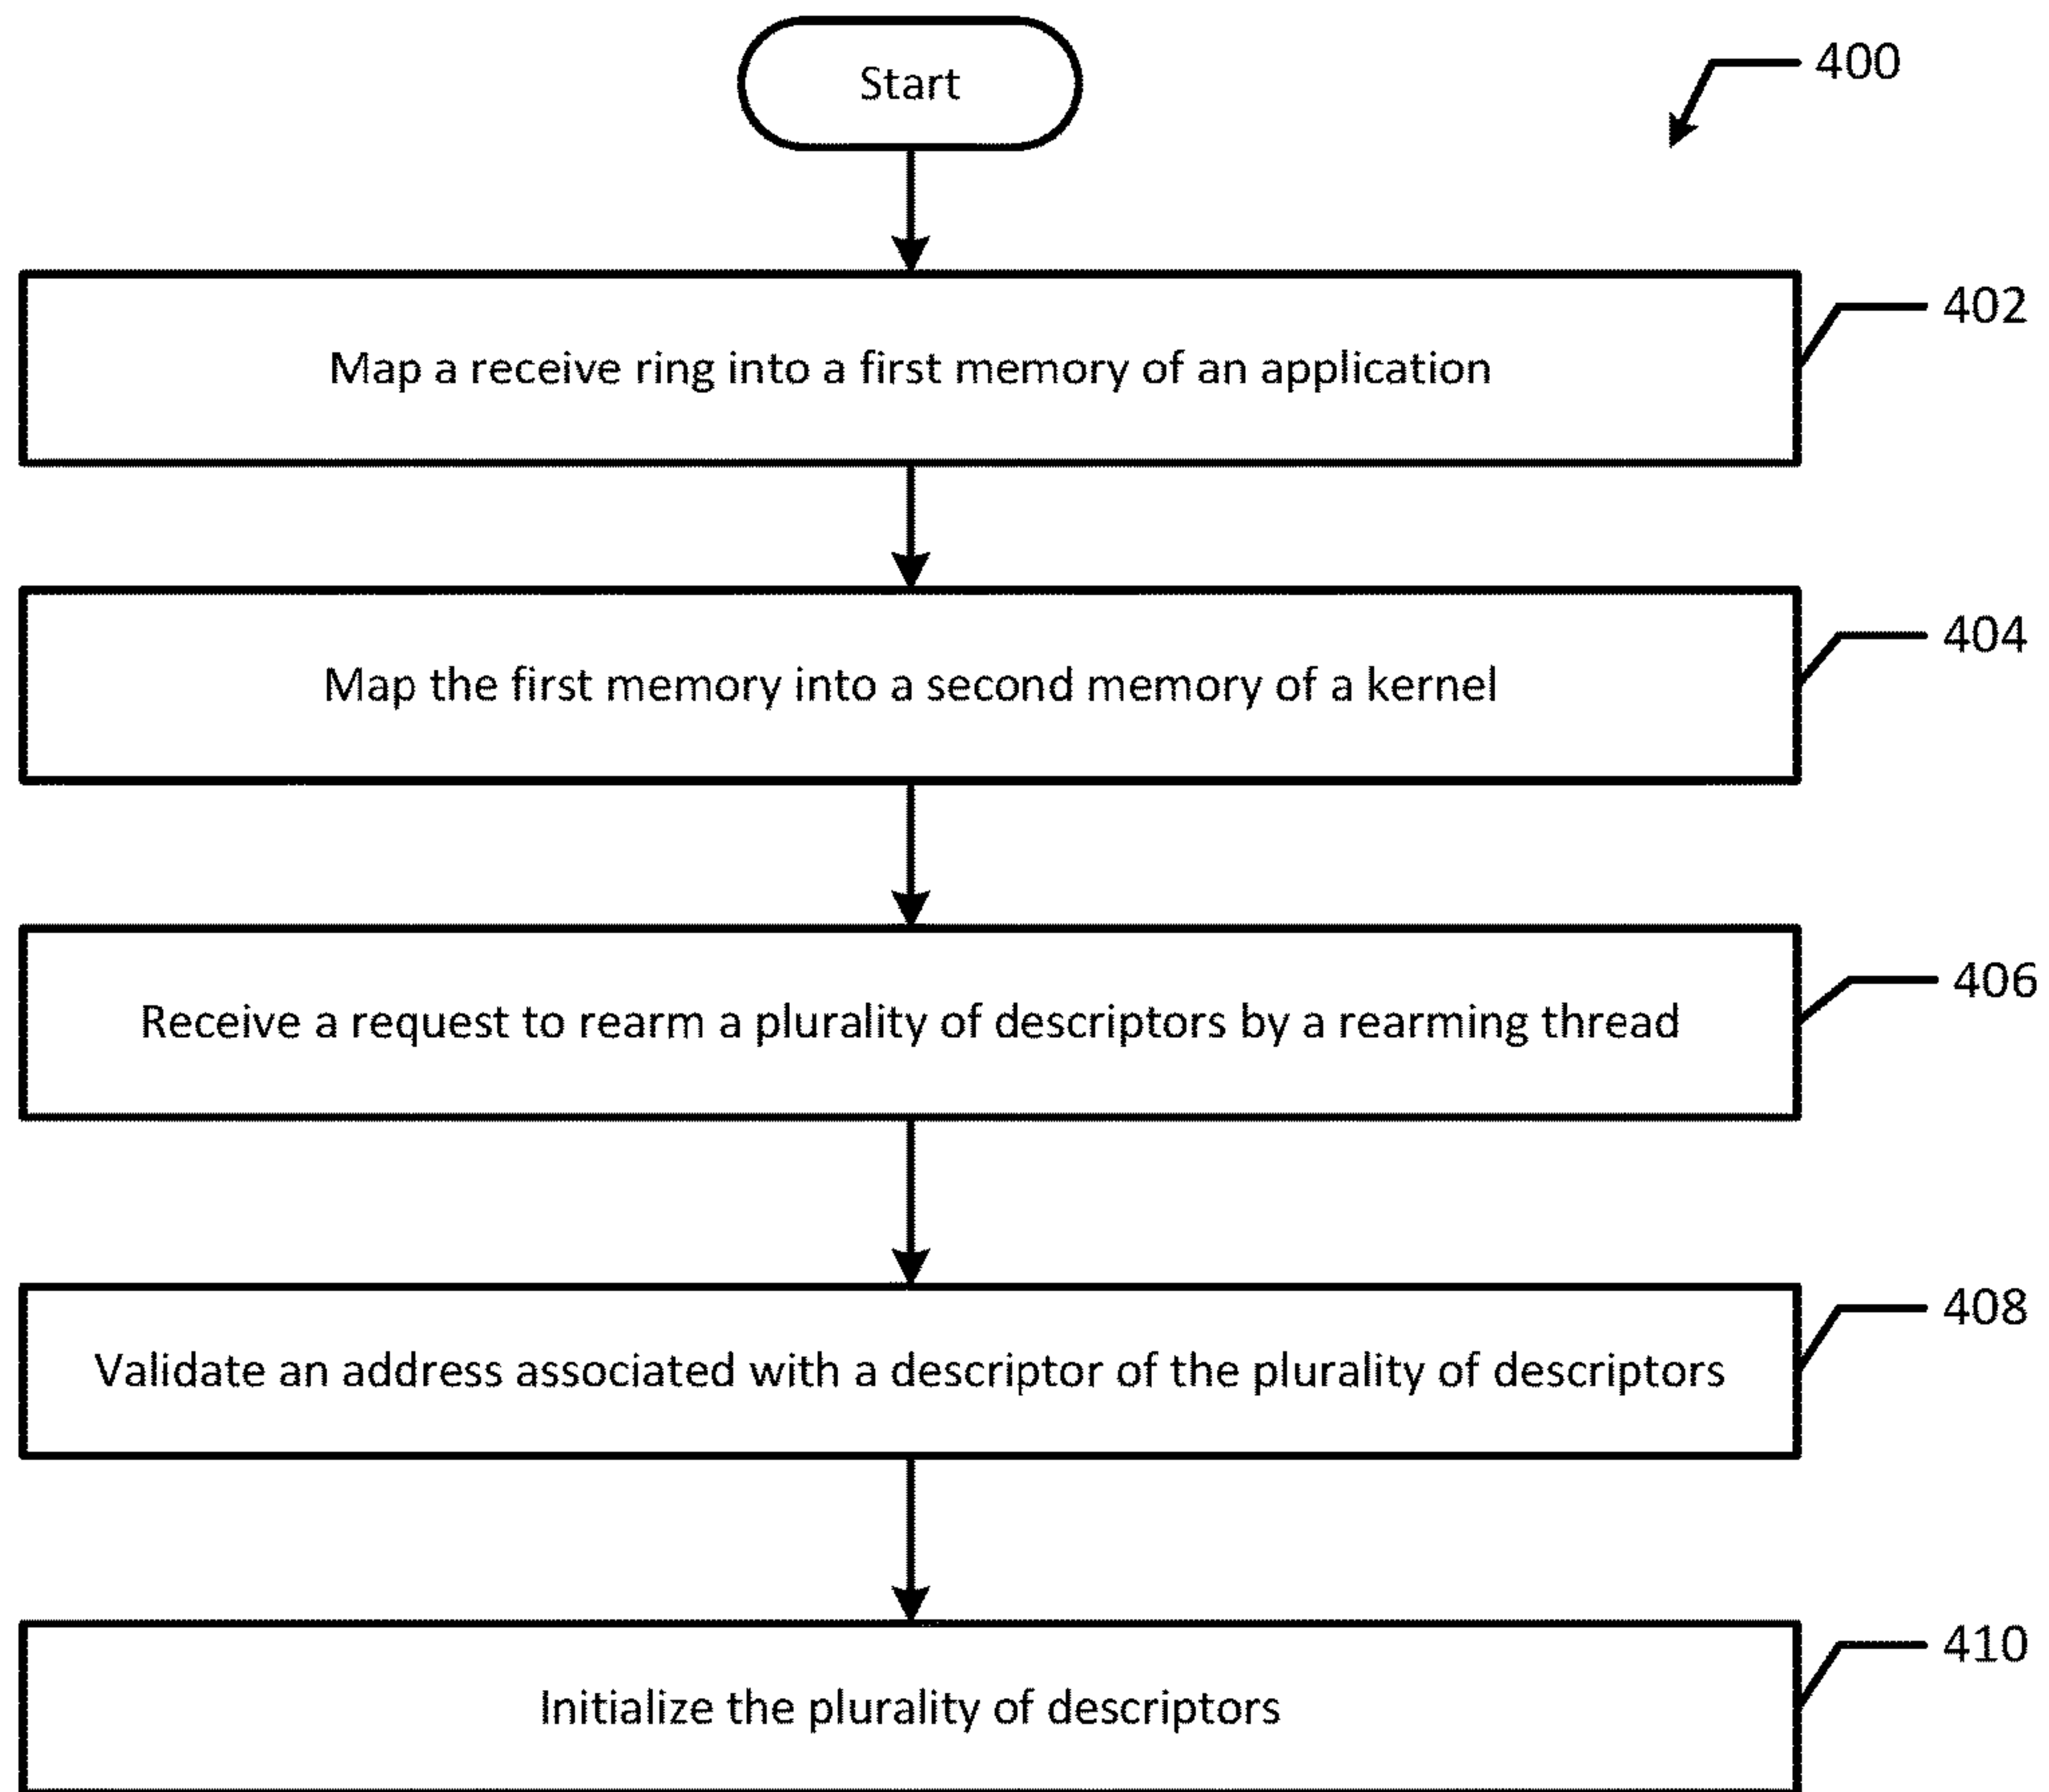 Start
400
Map a receive ring into a first memory of an application
402
Map the first memory into a second memory of a kernel
404
Receive a request to rearm a plurality of descriptors by a rearming thread
406
Validate an address associated with a descriptor of the plurality of descriptors
408
Initialize the plurality of descriptors
410